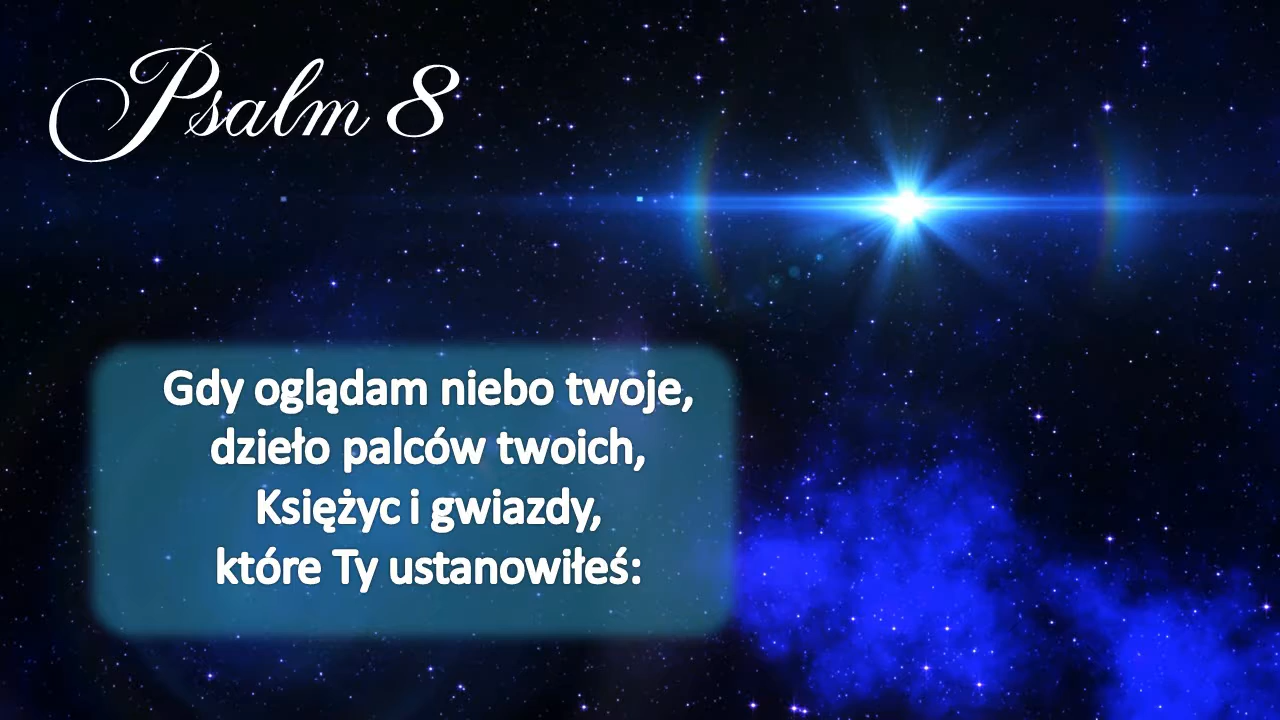 Psalm 8
Gdy oglądam niebo twoje,
dzieło palców twoich,
Księżyc i gwiazdy,
które Ty ustanowiłeś: